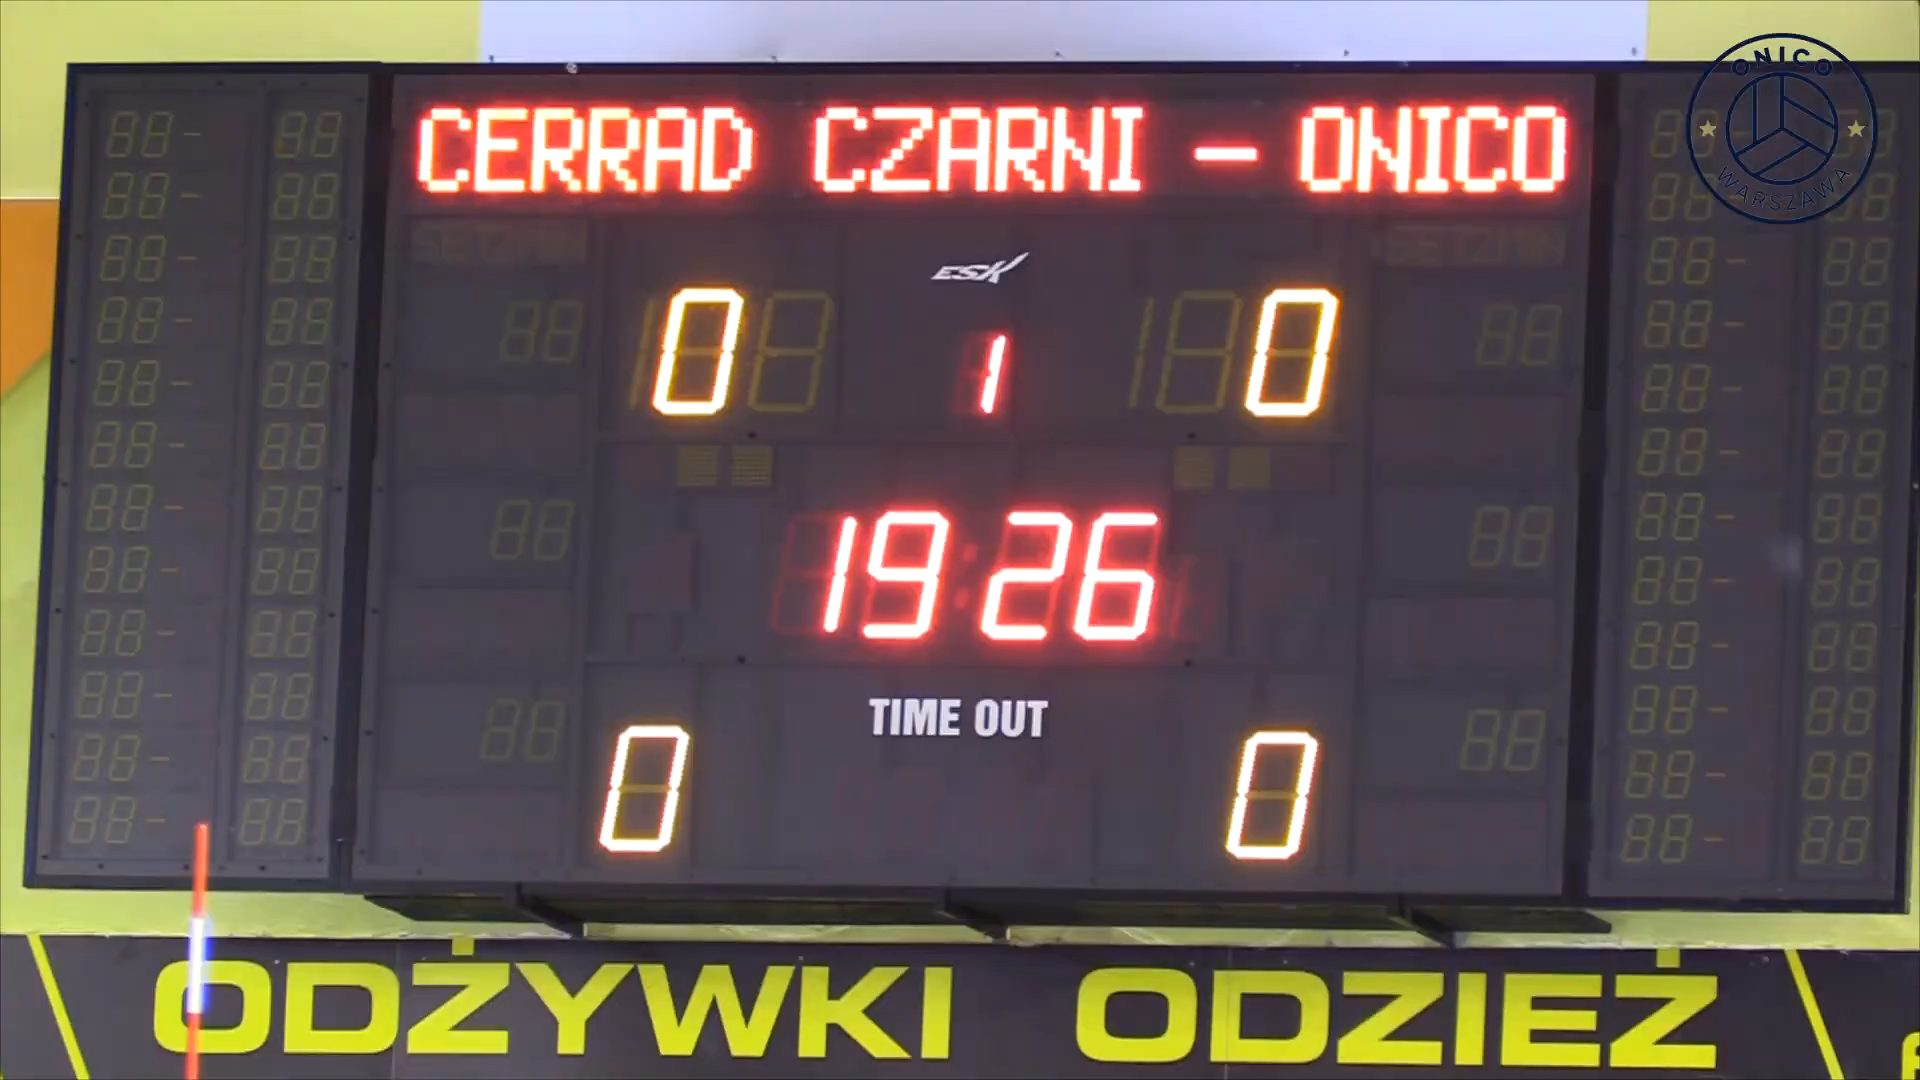 CERRAD CZARNI - ONICO
ONICO
WARSZAWA
ESK
0 1 0
19:26
TIME OUT
0 0
ODŻYWKI ODZIEŻ